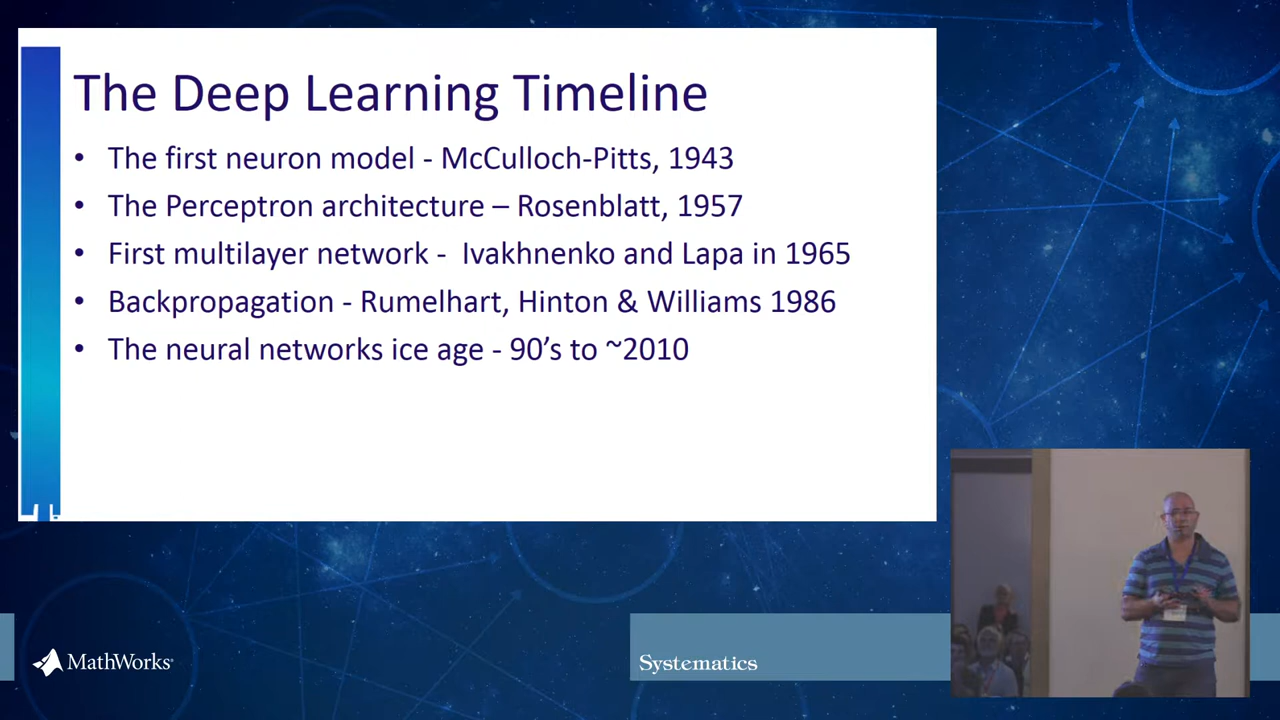 The Deep Learning Timeline
• The first neuron model - McCulloch-Pitts, 1943
• The Perceptron architecture – Rosenblatt, 1957
• First multilayer network - Ivakhnenko and Lapa in 1965
• Backpropagation - Rumelhart, Hinton & Williams 1986
• The neural networks ice age - 90’s to ~2010
MathWorks®
Systematics